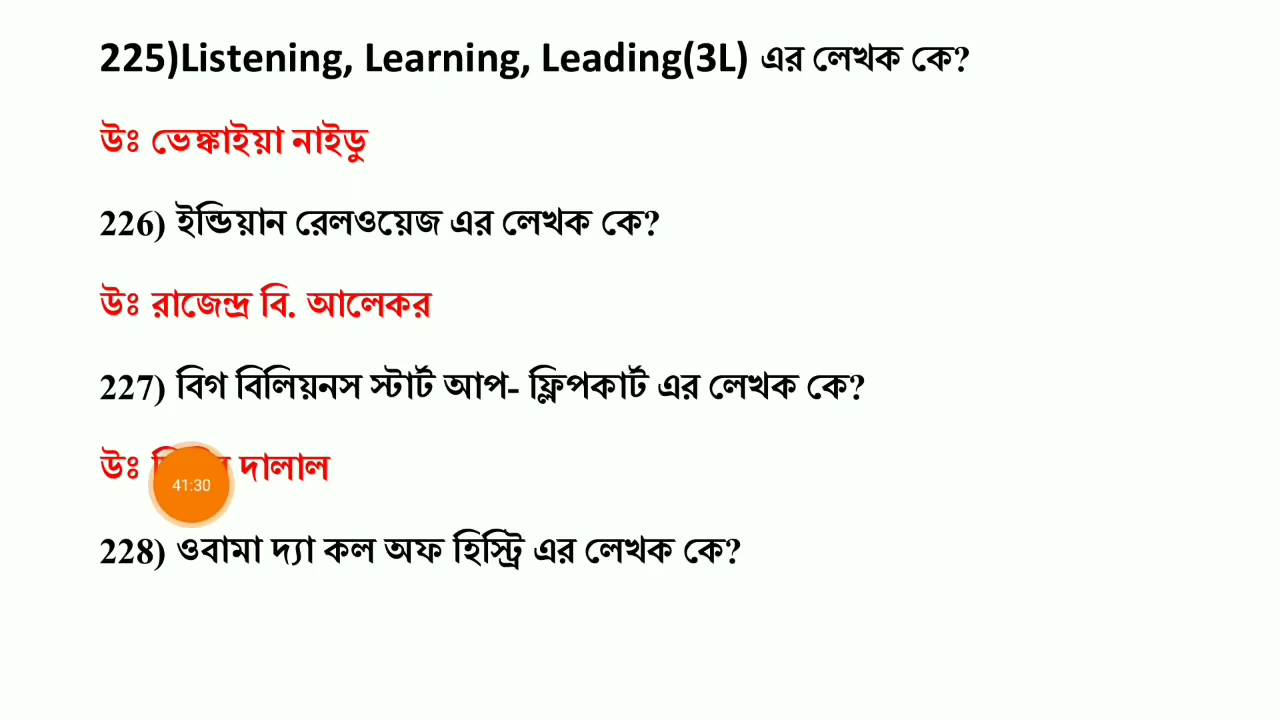 225)Listening, Learning, Leading(3L) এর লেখক কে?
উঃ ভেঙ্কাইয়া নাইডু
226) ইন্ডিয়ান রেলওয়েজ এর লেখক কে?
উঃ রাজেন্দ্র বি. আলেকর
227) বিগ বিলিয়নস স্টার্ট আপ- ফ্লিপকার্ট এর লেখক কে?
উঃ দালাল
41:30
228) ওবামা দ্যা কল অফ হিস্ট্রি এর লেখক কে?